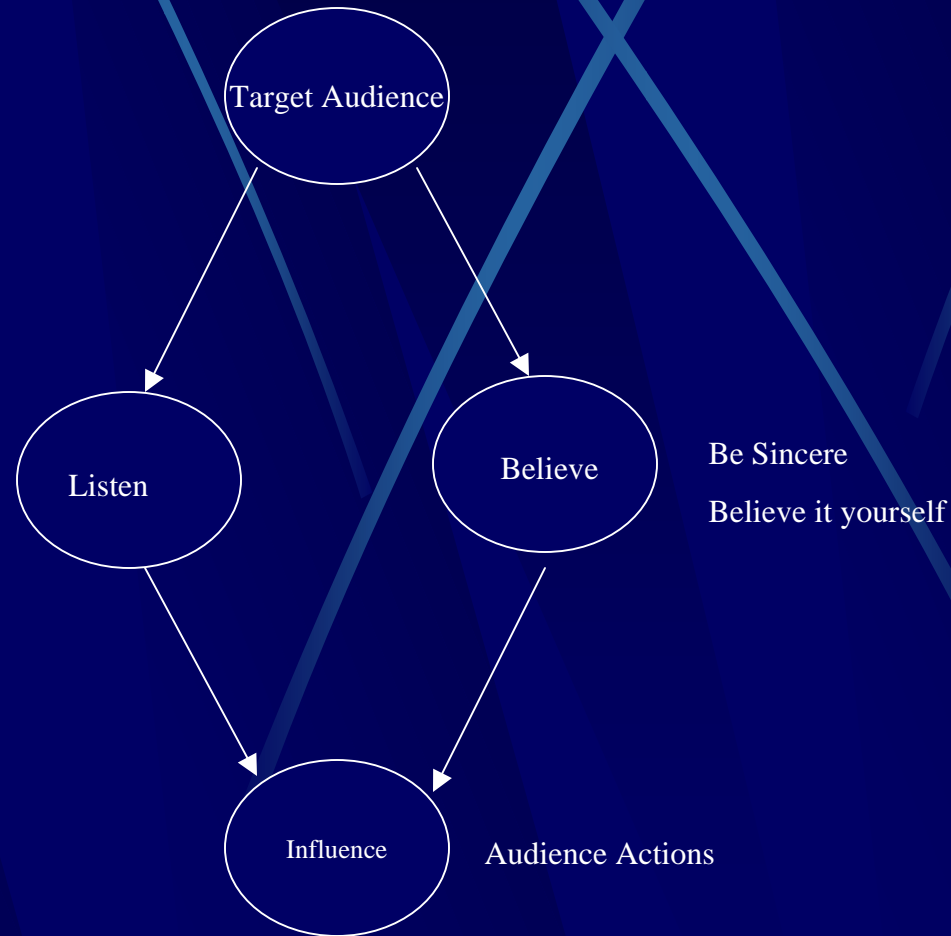 Target Audience
Listen
Believe
Be Sincere
Believe it yourself
Influence
Audience Actions